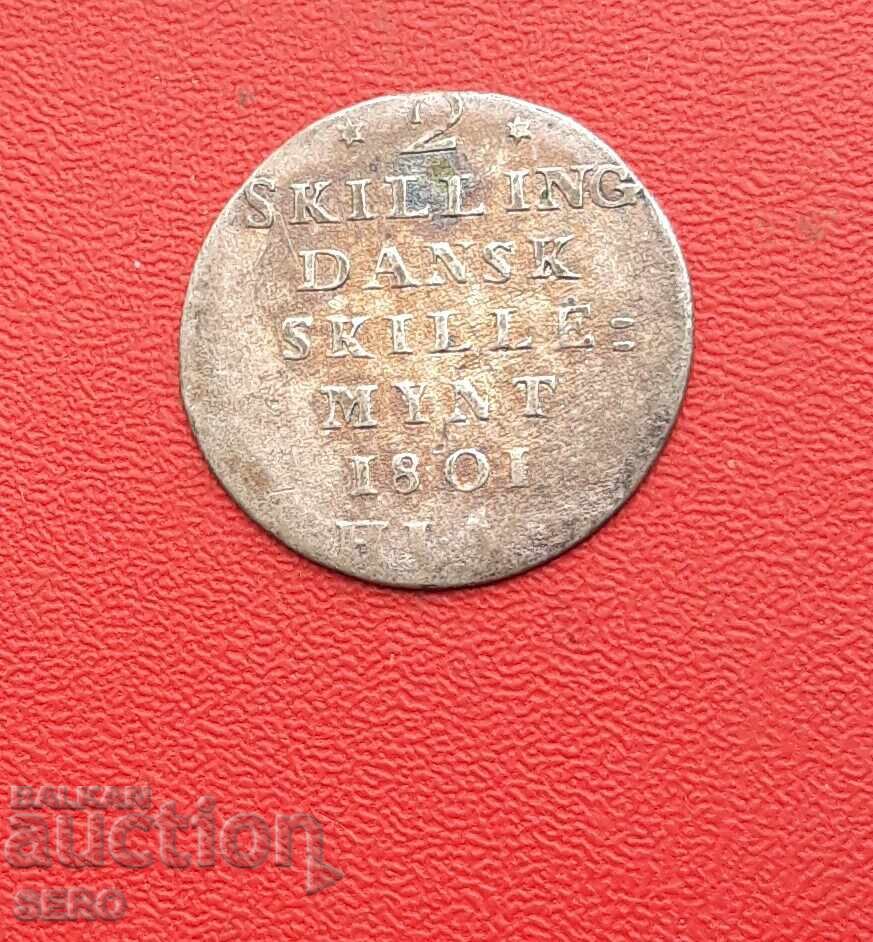 2
SKILLING
DANSK
SKILLE=
MYNT
1801
BALKAN
auction
SERO